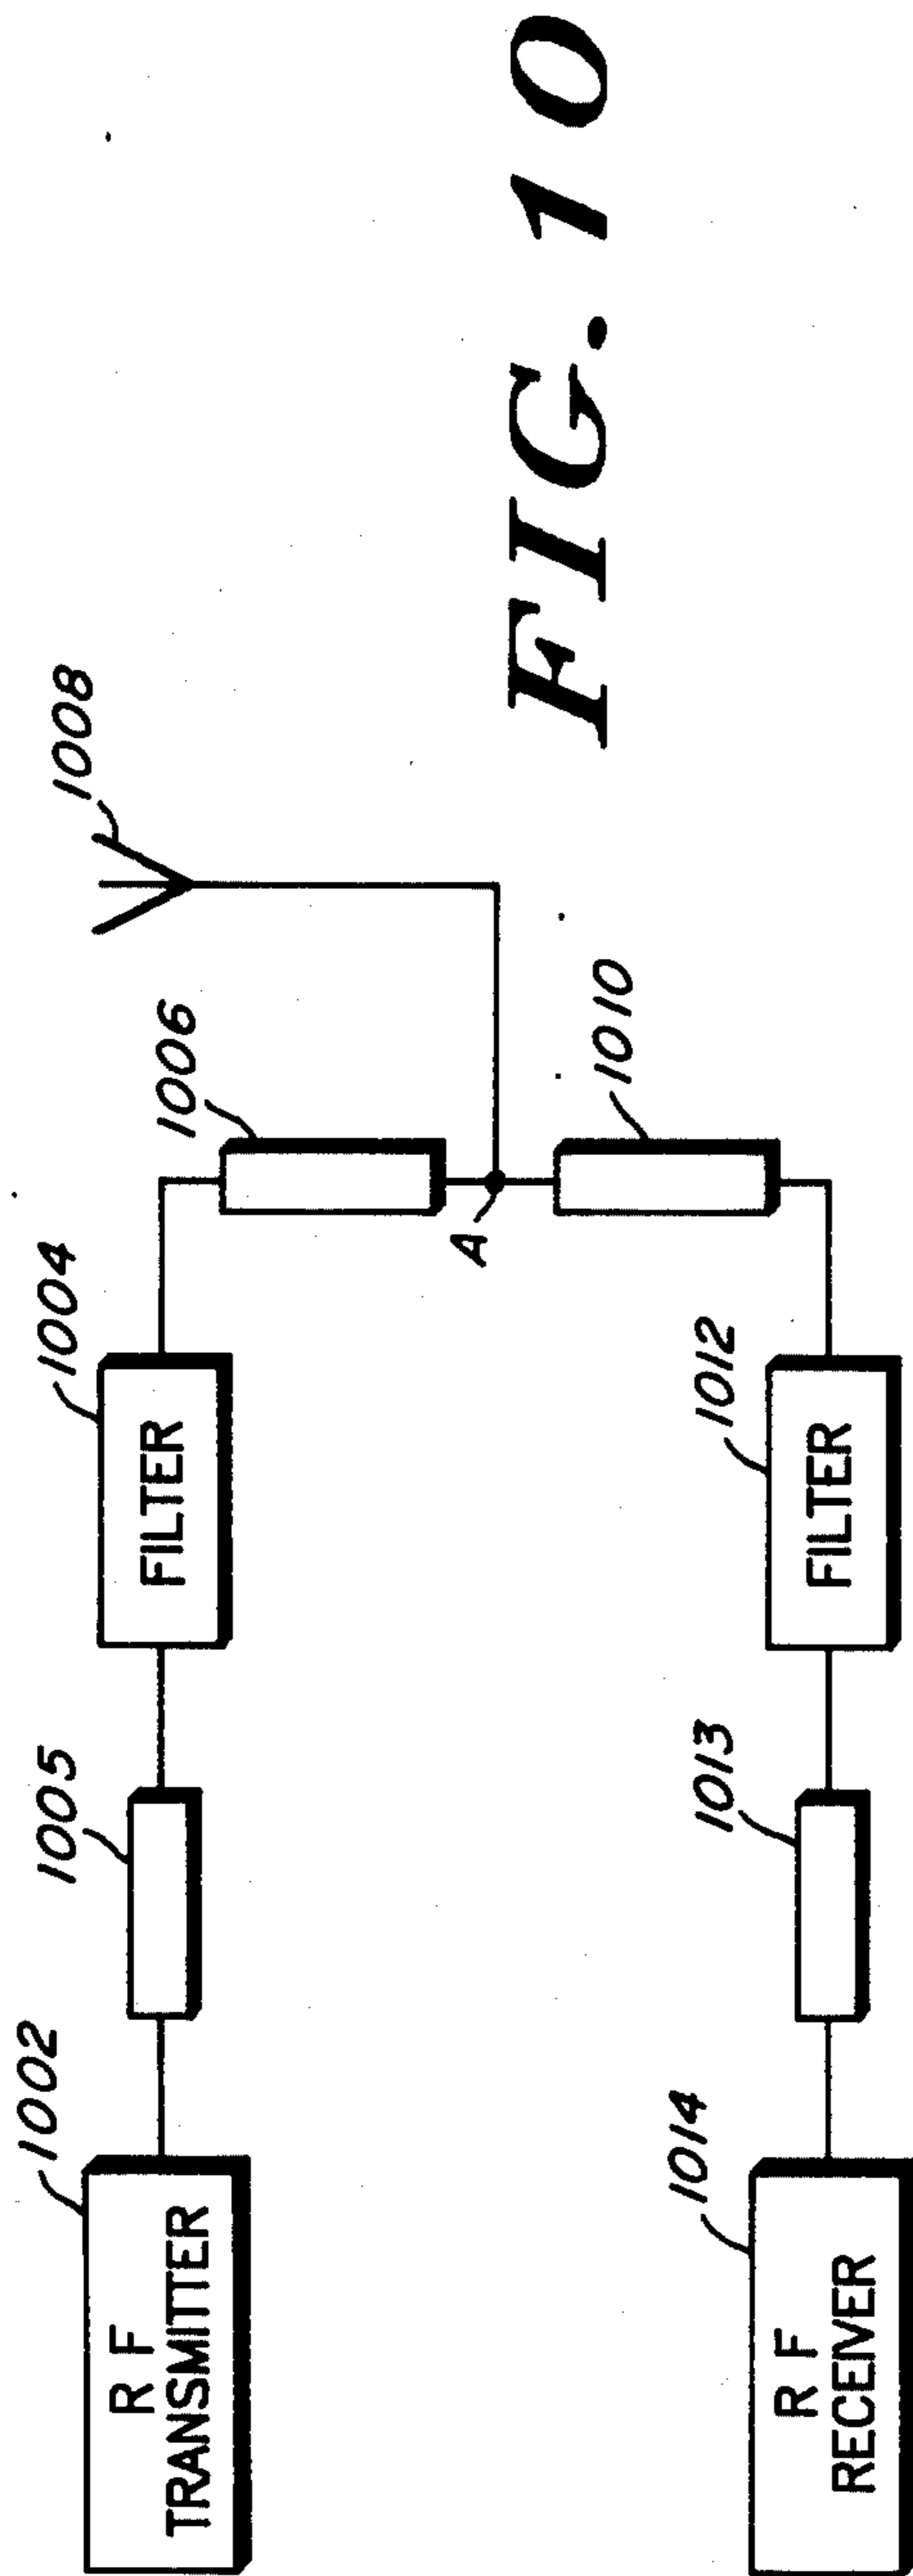 1002
R F
TRANSMITTER
1005
1004
FILTER
1006
1008
A
1010
1014
R F
RECEIVER
1013
1012
FILTER
FIG. 10